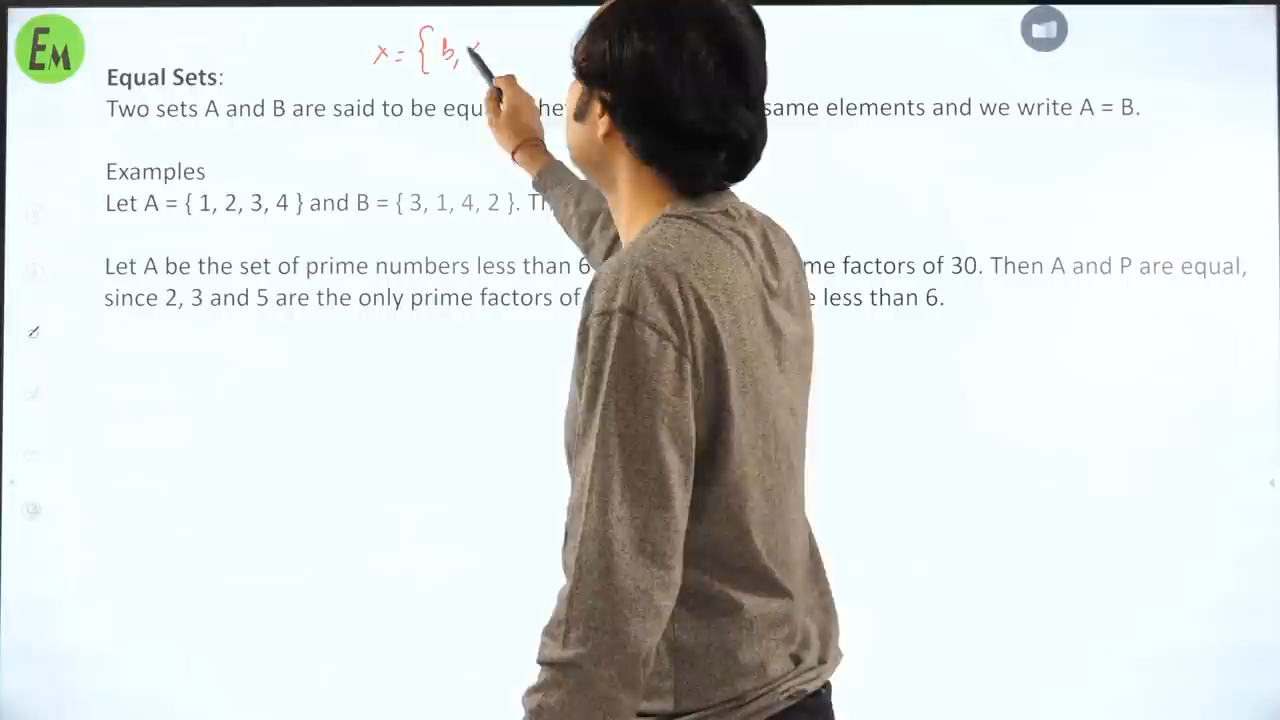 EM
x = { b,
Equal Sets:
Two sets A and B are said to be equ same elements and we write A = B.
Examples
Let A = { 1, 2, 3, 4 } and B = { 3, 1, 4, 2 }.
Let A be the set of prime numbers less than 6 factors of 30. Then A and P are equal,
since 2, 3 and 5 are the only prime factors of less than 6.